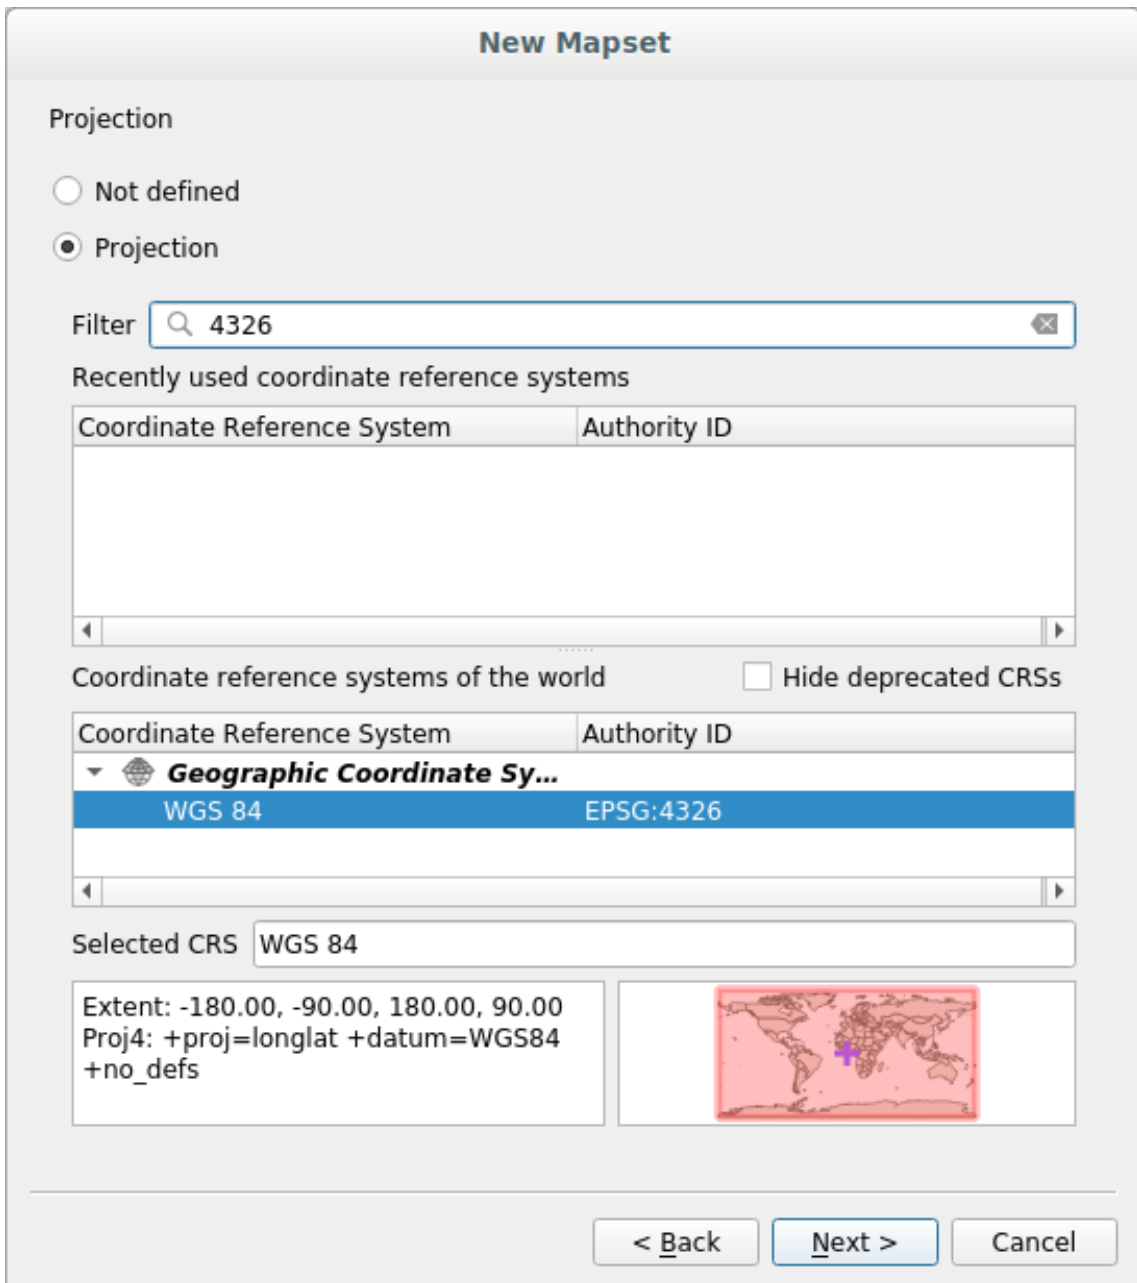 New Mapset
Projection
Not defined
Projection
Filter 4326
Recently used coordinate reference systems
Coordinate Reference System Authority ID
Coordinate reference systems of the world Hide deprecated CRSs
Coordinate Reference System Authority ID
Geographic Coordinate Sy...
WGS 84 EPSG:4326
Selected CRS WGS 84
Extent: -180.00, -90.00, 180.00, 90.00
Proj4: +proj=longlat +datum=WGS84
+no_defs
< Back Next > Cancel